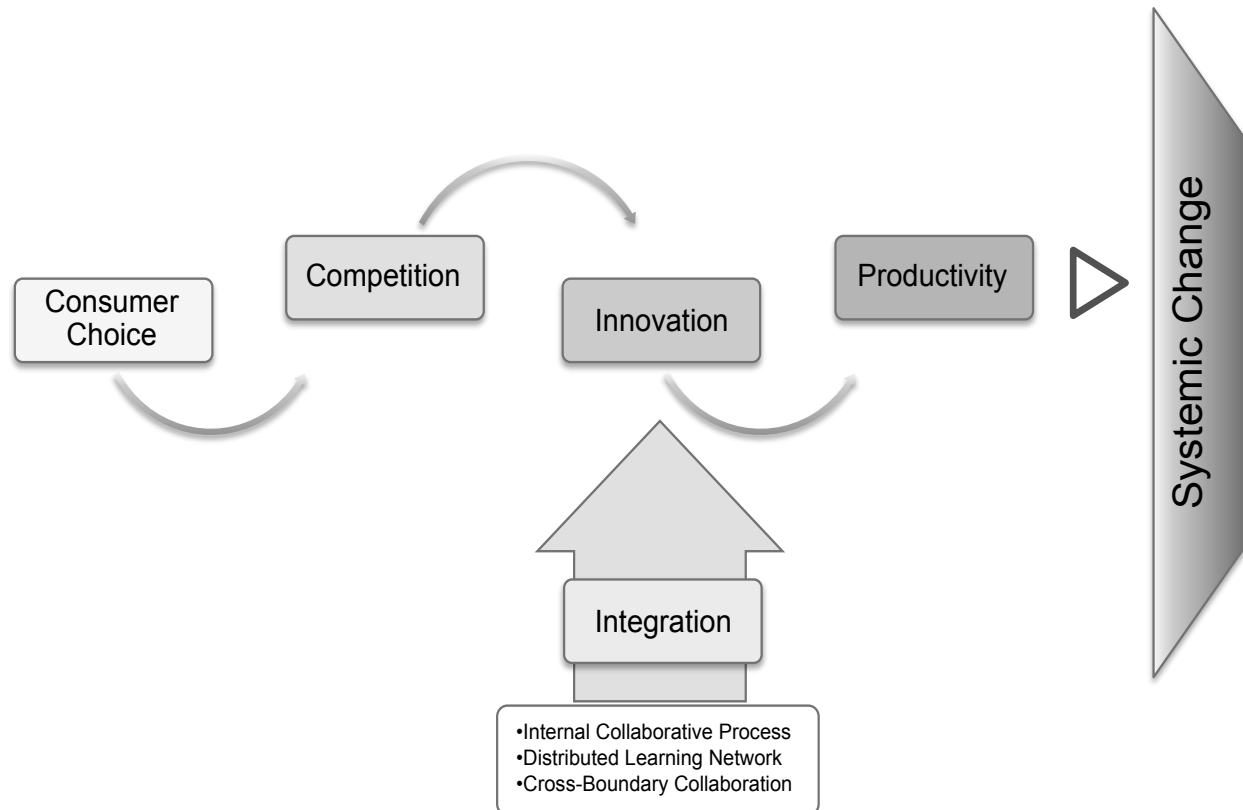 Consumer
Choice
Competition
Innovation
Productivity
Systemic Change
Integration
•Internal Collaborative Process
•Distributed Learning Network
•Cross-Boundary Collaboration